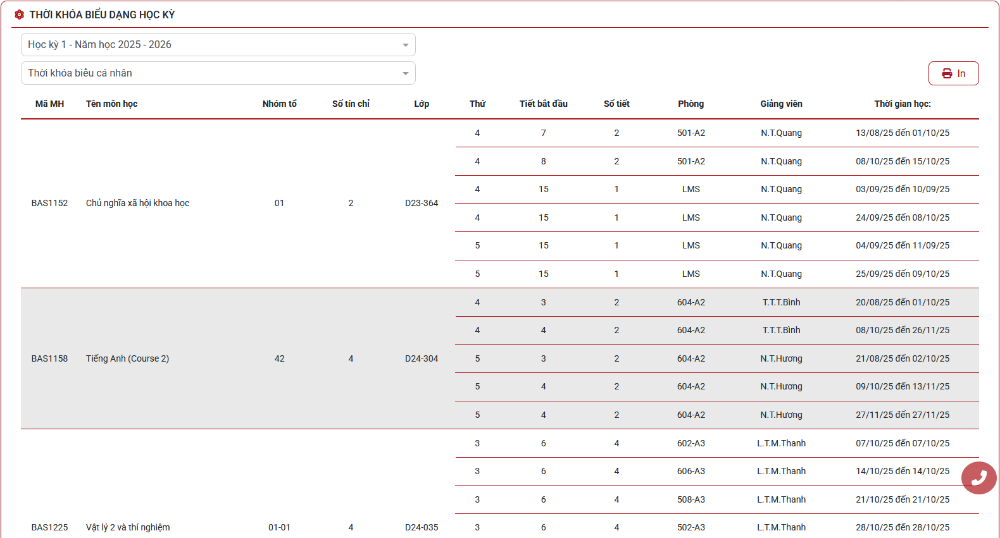 THỜI KHÓA BIỂU DẠNG HỌC KỲ
Học kỳ 1 - Năm học 2025 - 2026
Thời khóa biểu cá nhân
In
Mã MH Tên môn học Nhóm tổ Số tín chỉ Lớp Thứ Tiết bắt đầu Số tiết Phòng Giảng viên Thời gian học:
4 7 2 501-A2 N.T.Quang 13/08/25 đến 01/10/25
4 8 2 501-A2 N.T.Quang 08/10/25 đến 15/10/25
4 15 1 LMS N.T.Quang 03/09/25 đến 10/09/25
BAS1152 Chủ nghĩa xã hội khoa học 01 2 D23-364
4 15 1 LMS N.T.Quang 24/09/25 đến 08/10/25
5 15 1 LMS N.T.Quang 04/09/25 đến 11/09/25
5 15 1 LMS N.T.Quang 25/09/25 đến 09/10/25
4 3 2 604-A2 T.T.T.Bình 20/08/25 đến 01/10/25
4 4 2 604-A2 T.T.T.Bình 08/10/25 đến 26/11/25
BAS1158 Tiếng Anh (Course 2) 42 4 D24-304 5 3 2 604-A2 N.T.Hương 21/08/25 đến 02/10/25
5 4 2 604-A2 N.T.Hương 09/10/25 đến 13/11/25
5 4 2 604-A2 N.T.Hương 27/11/25 đến 27/11/25
3 6 4 602-A3 L.T.M.Thanh 07/10/25 đến 07/10/25
3 6 4 606-A3 L.T.M.Thanh 14/10/25 đến 14/10/25
3 6 4 508-A3 L.T.M.Thanh 21/10/25 đến 21/10/25
BAS1225 Vật lý 2 và thí nghiệm 01-01 4 D24-035 3 6 4 502-A3 L.T.M.Thanh 28/10/25 đến 28/10/25